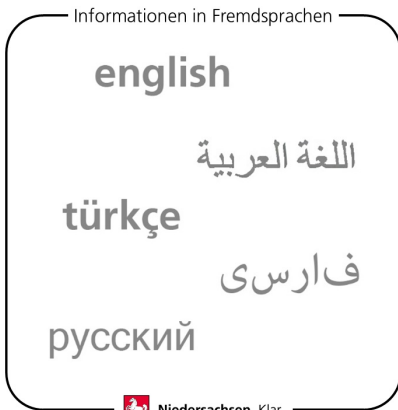 Informationen in Fremdsprachen
english
اللغة العربية
türkçe
فارسی
русский
Niedersachsen. Klar.